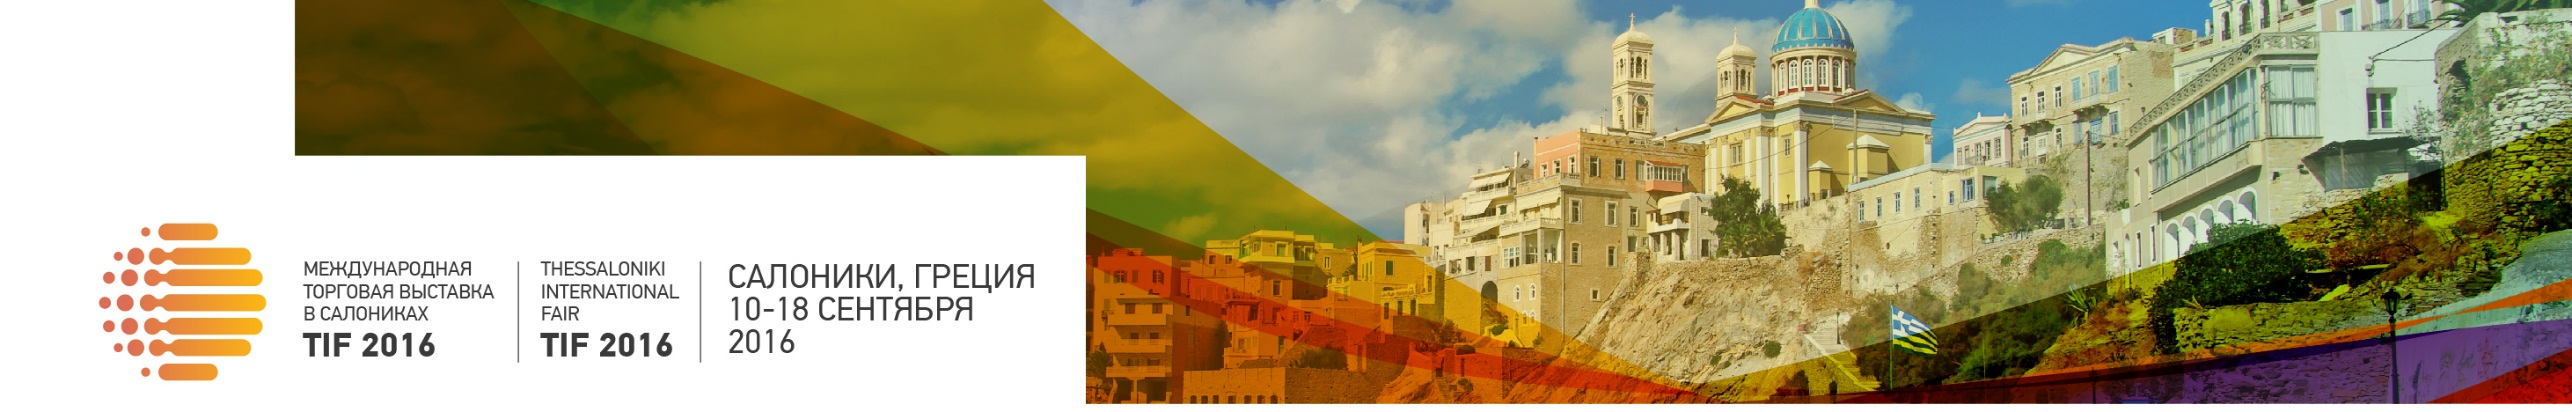 МЕЖДУНАРОДНАЯ
ТОРГОВАЯ ВЫСТАВКА
В САЛОНИКАХ
TIF 2016
THESSALONIKI
INTERNATIONAL
FAIR
TIF 2016
САЛОНИКИ, ГРЕЦИЯ
10-18 СЕНТЯБРЯ
2016